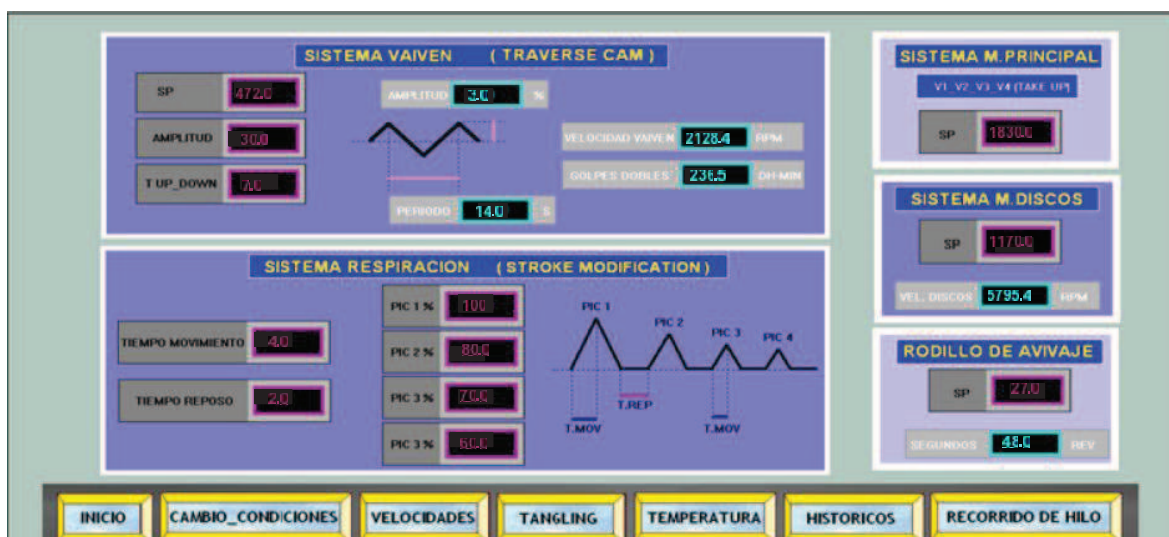 SISTEMA VAIVEN ( TRAVERSE CAM )
SP 472.0
AMPLITUD 30.0
T UP_DOWN 7.0
AMPLITUD 3.0 %
PERIODO 14.0 S
VELOCIDAD VAIVEN 2128.4 RPM
GOLPES DOBLES 236.5 DH-MIN
SISTEMA RESPIRACION ( STROKE MODIFICATION )
TIEMPO MOVIMIENTO 4.0
TIEMPO REPOSO 2.0
PIC 1 % 100
PIC 2 % 80.0
PIC 3 % 70.0
PIC 3 % 60.0
PIC 1
PIC 2
PIC 3
PIC 4
T.REP
T.MOV
T.MOV
SISTEMA M.PRINCIPAL
V1_V2_V3_V4 (TAKE UP)
SP 1830.0
SISTEMA M.DISCOS
SP 1170.0
VEL. DISCOS 5795.4 RPM
RODILLO DE AVIVAJE
SP 27.0
SEGUNDOS 48.0 REV
INICIO
CAMBIO_CONDICIONES
VELOCIDADES
TANGLING
TEMPERATURA
HISTORICOS
RECORRIDO DE HILO